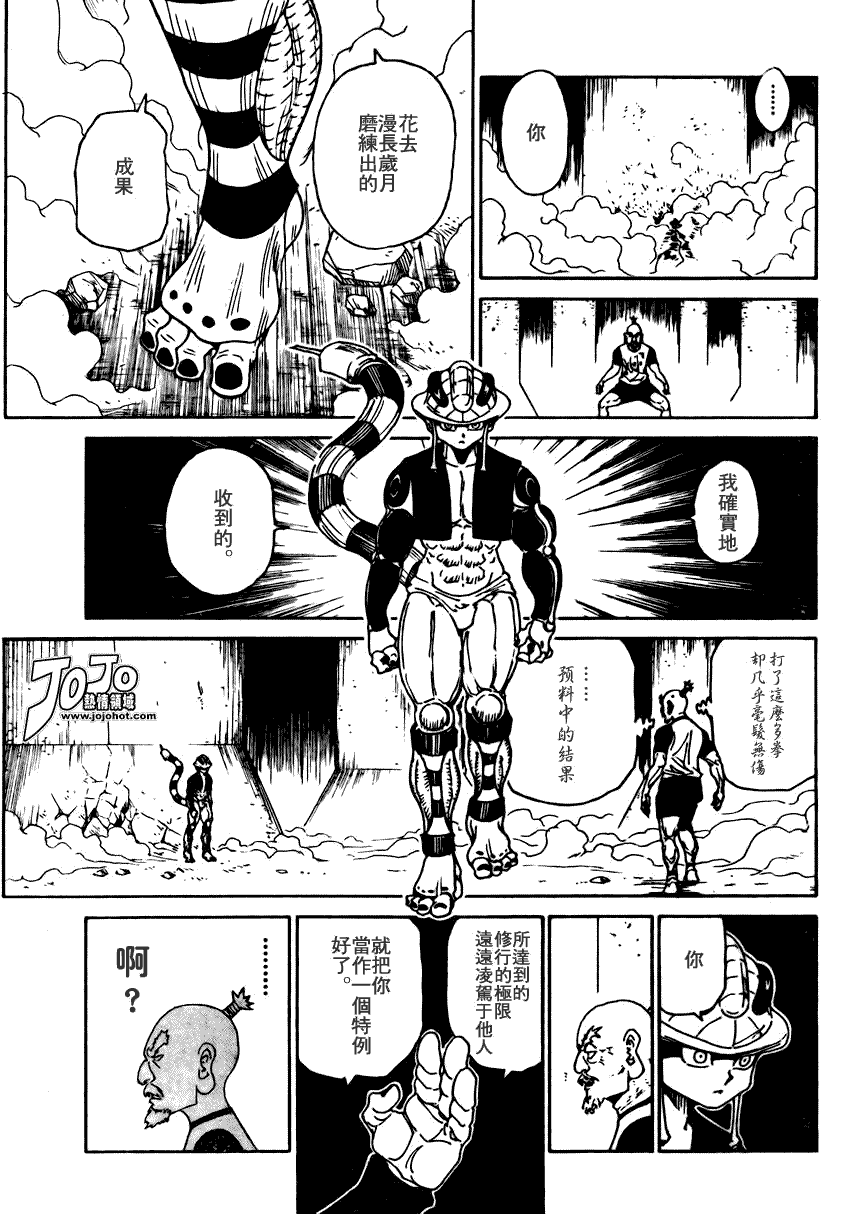 ……
你
花去
漫長歲月
磨練出的
成果
我確實地
收到的。
打了這麼多拳
却几乎毫髮無傷
……
预料中的结果
JOJO
熱情領域
www.jojohot.com
你
所達到的
修行的極限
遠遠凌駕于他人
就把你
當作一個特例
好了。
……
啊
？